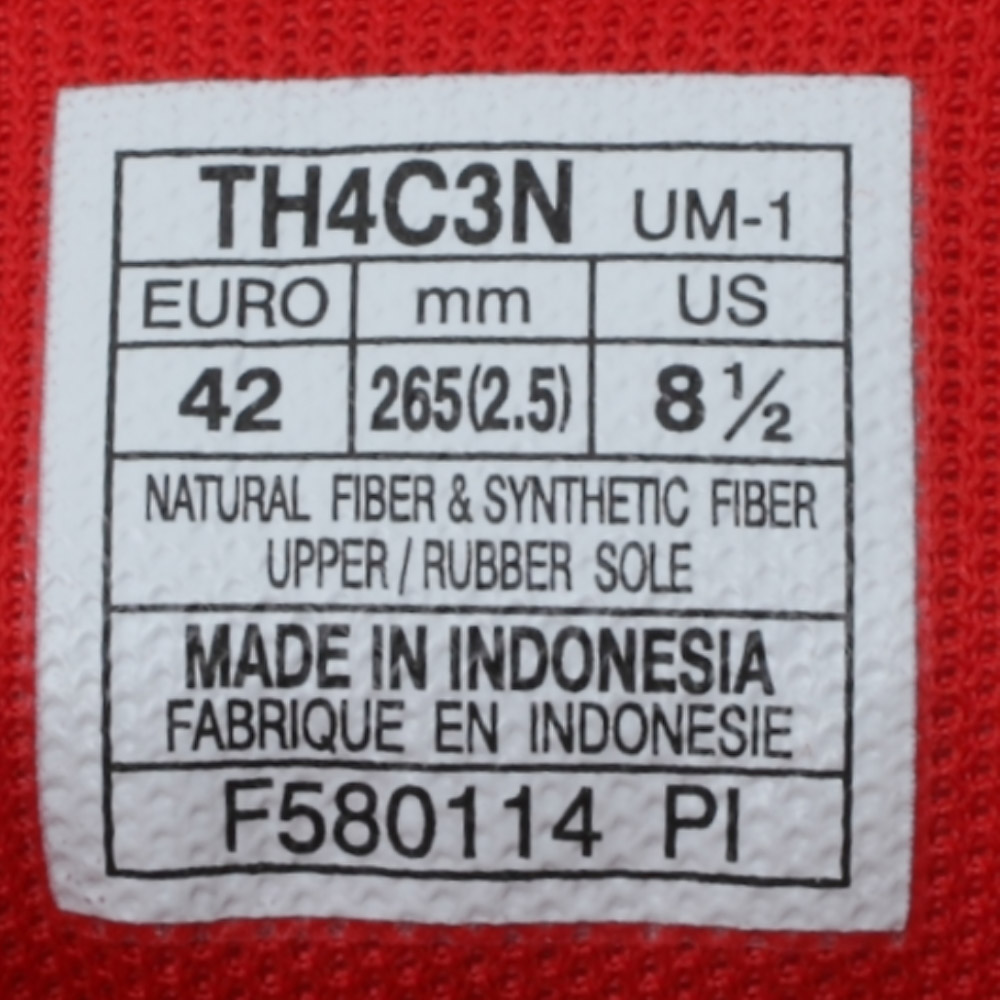 TH4C3N UM-1
EURO mm US
42 265(2.5) 8 ½
NATURAL FIBER & SYNTHETIC FIBER
UPPER / RUBBER SOLE
MADE IN INDONESIA
FABRIQUE EN INDONESIE
F580114 PI